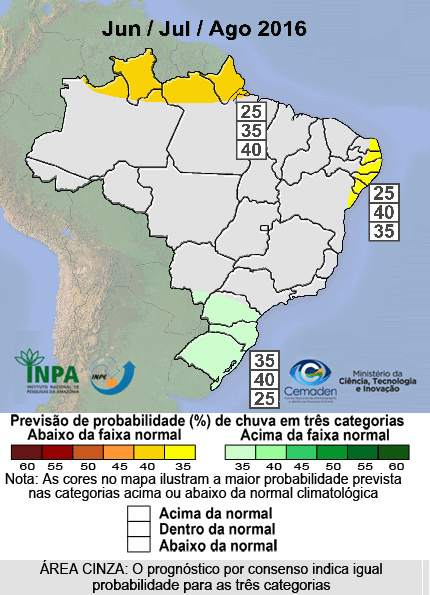 Jun / Jul / Ago 2016
25
35
40
25
40
35
35
40
25
INPA
INSTITUTO NACIONAL DE
PESQUISAS DA AMAZÔNIA
INPE
Cemaden
Ministério da
Ciência, Tecnologia
e Inovação
Previsão de probabilidade (%) de chuva em três categorias
Abaixo da faixa normal Acima da faixa normal
60 55 50 45 40 35 35 40 45 50 55 60
Nota: As cores no mapa ilustram a maior probabilidade prevista
nas categorias acima ou abaixo da normal climatológica
Acima da normal
Dentro da normal
Abaixo da normal
ÁREA CINZA: O prognóstico por consenso indica igual
probabilidade para as três categorias